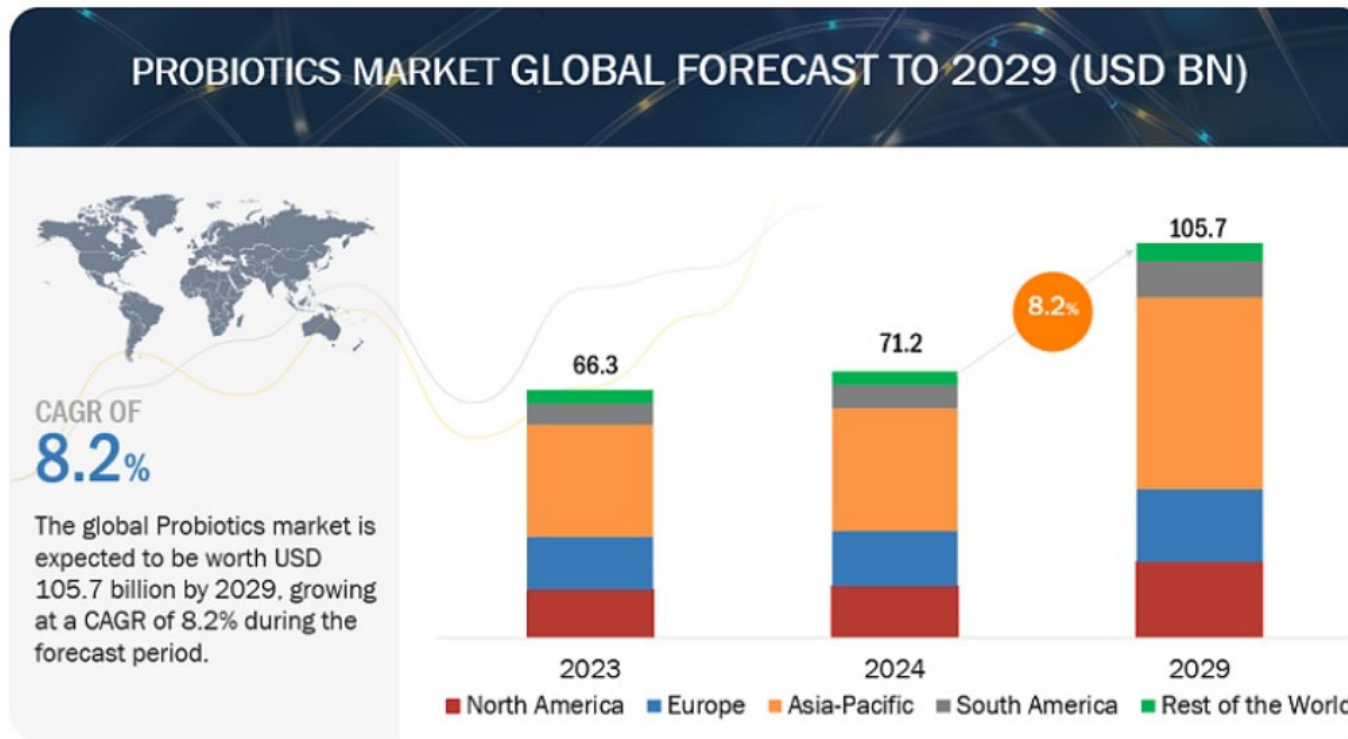 PROBIOTICS MARKET GLOBAL FORECAST TO 2029 (USD BN)
CAGR OF
8.2%
The global Probiotics market is
expected to be worth USD
105.7 billion by 2029, growing
at a CAGR of 8.2% during the
forecast period.
66.3
71.2
8.2%
105.7
2023 2024 2029
North America Europe Asia-Pacific South America Rest of the World